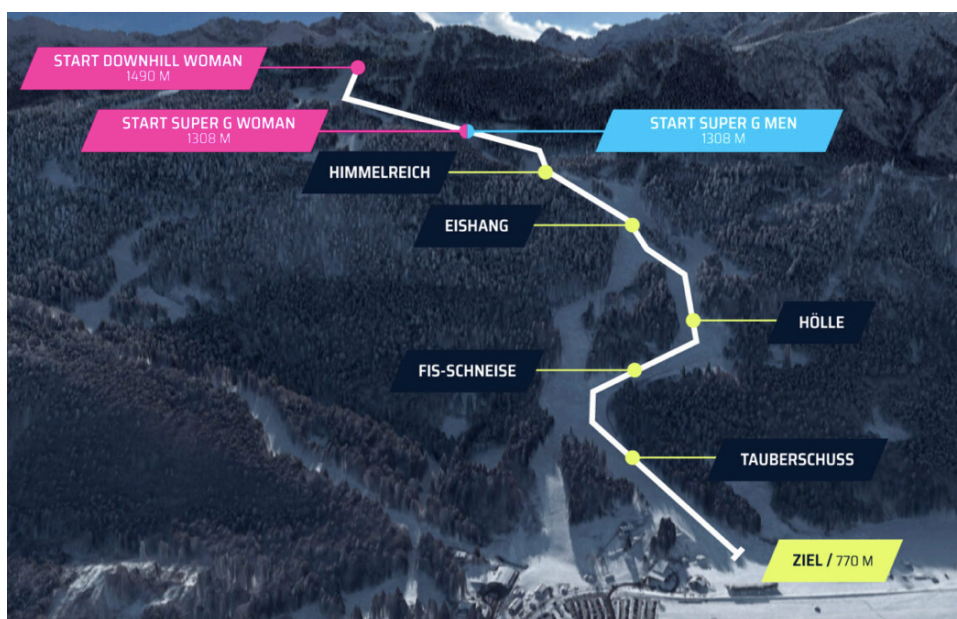 START DOWNHILL WOMAN
1490 M
START SUPER G WOMAN
1308 M
START SUPER G MEN
1308 M
HIMMELREICH
EISHANG
HÖLLE
FIS-SCHNEISE
TAUBERSCHUSS
ZIEL / 770 M